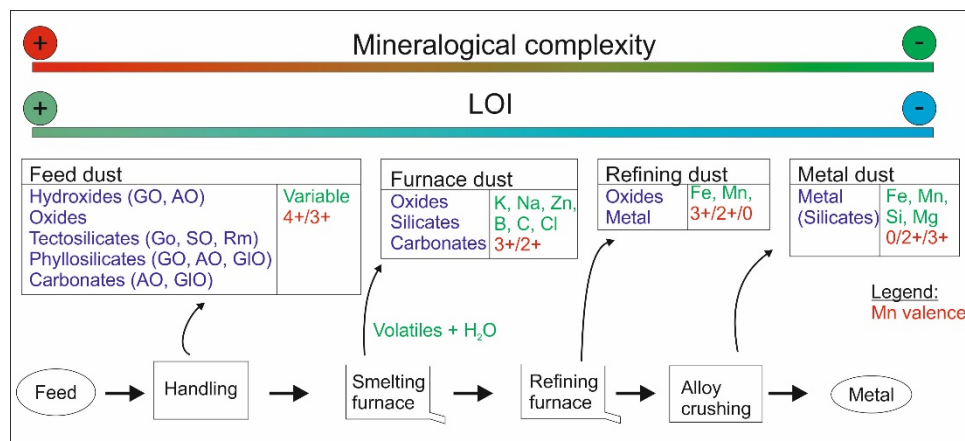 Mineralogical complexity
+
-
LOI
+
-
Feed dust
Hydroxides (GO, AO)
Oxides
Tectosilicates (Go, SO, Rm)
Phyllosilicates (GO, AO, GlO)
Carbonates (AO, GlO)
Variable
4+/3+
Furnace dust
Oxides
Silicates
Carbonates
K, Na, Zn,
B, C, Cl
3+/2+
Refining dust
Oxides
Metal
Fe, Mn,
3+/2+/0
Metal dust
Metal
(Silicates)
Fe, Mn,
Si, Mg
0/2+/3+
Legend:
Mn valence
Volatiles + H₂O
Feed
Handling
Smelting
furnace
Refining
furnace
Alloy
crushing
Metal